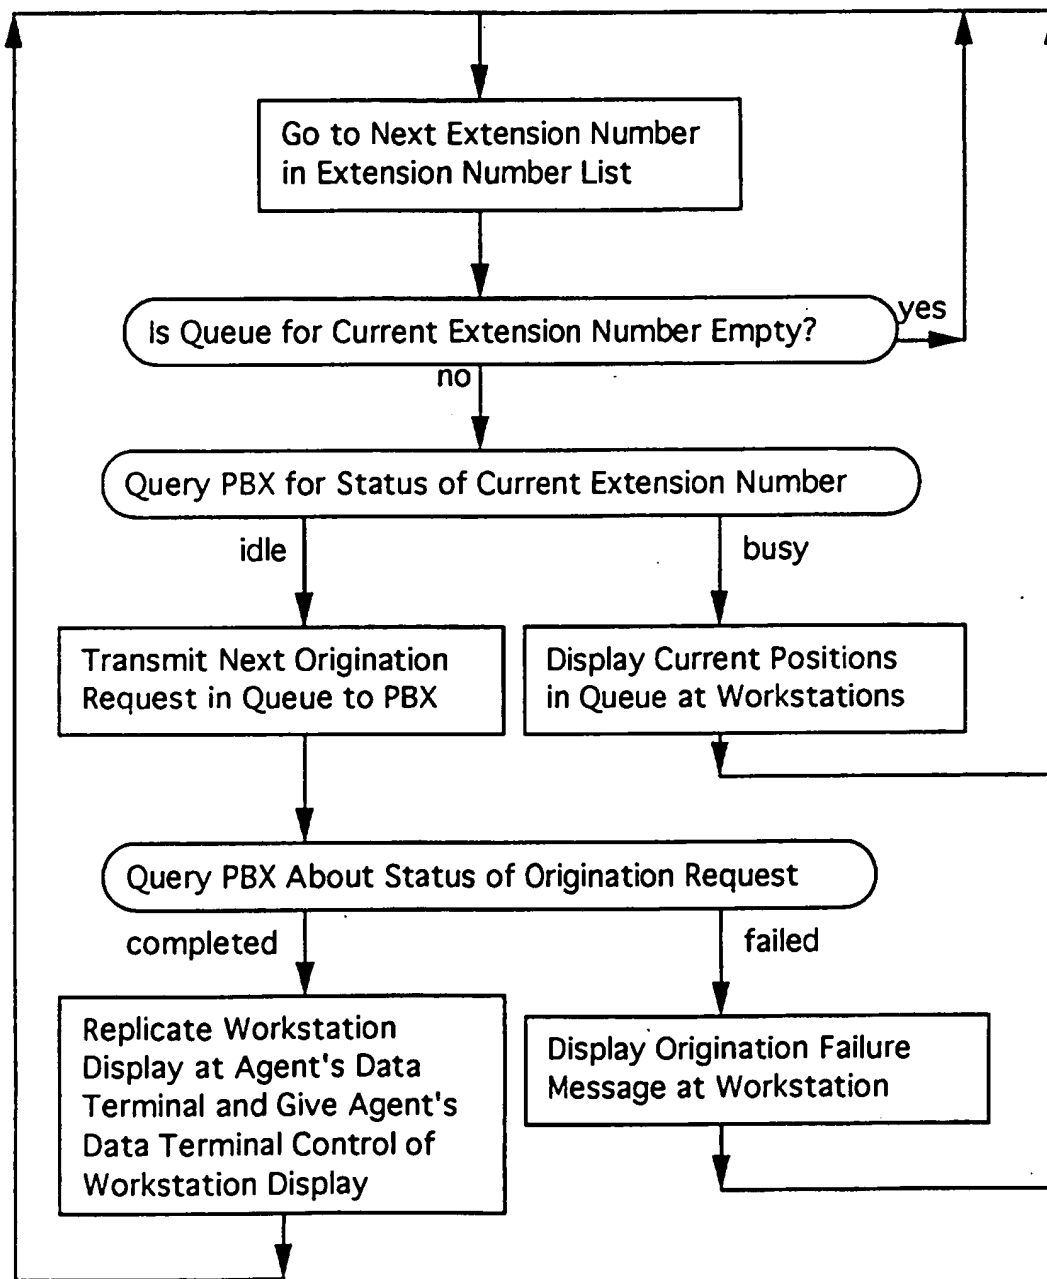 Go to Next Extension Number
in Extension Number List
Is Queue for Current Extension Number Empty?
yes
no
Query PBX for Status of Current Extension Number
idle
busy
Transmit Next Origination
Request in Queue to PBX
Display Current Positions
in Queue at Workstations
Query PBX About Status of Origination Request
completed
failed
Replicate Workstation
Display at Agent's Data
Terminal and Give Agent's
Data Terminal Control of
Workstation Display
Display Origination Failure
Message at Workstation